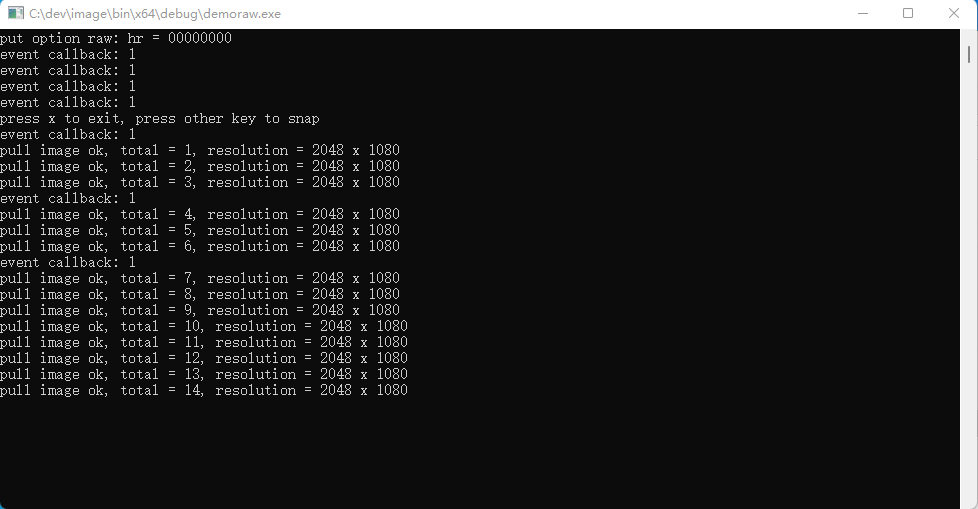 C:\dev\image\bin\x64\debug\demoraw.exe
put option raw: hr = 00000000
event callback: 1
event callback: 1
event callback: 1
event callback: 1
press x to exit, press other key to snap
event callback: 1
pull image ok, total = 1, resolution = 2048 x 1080
pull image ok, total = 2, resolution = 2048 x 1080
pull image ok, total = 3, resolution = 2048 x 1080
event callback: 1
pull image ok, total = 4, resolution = 2048 x 1080
pull image ok, total = 5, resolution = 2048 x 1080
pull image ok, total = 6, resolution = 2048 x 1080
event callback: 1
pull image ok, total = 7, resolution = 2048 x 1080
pull image ok, total = 8, resolution = 2048 x 1080
pull image ok, total = 9, resolution = 2048 x 1080
pull image ok, total = 10, resolution = 2048 x 1080
pull image ok, total = 11, resolution = 2048 x 1080
pull image ok, total = 12, resolution = 2048 x 1080
pull image ok, total = 13, resolution = 2048 x 1080
pull image ok, total = 14, resolution = 2048 x 1080